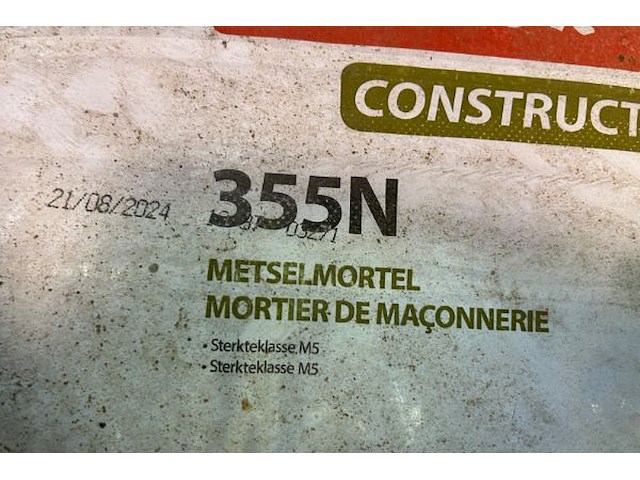 CONSTRUCT
355N
21/08/2024
METSELMORTEL
MORTIER DE MAÇONNERIE
• Sterkteklasse M5
• Sterkteklasse M5